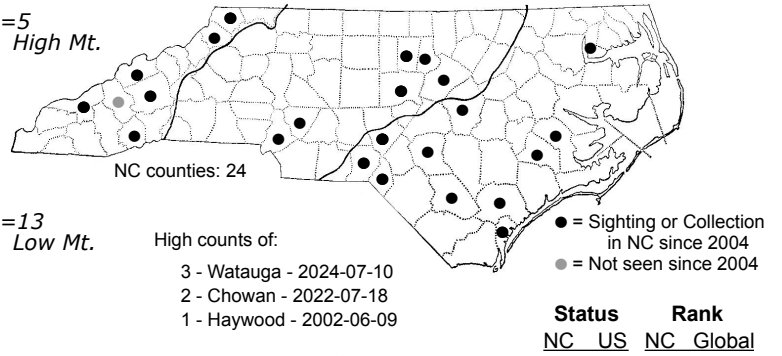 =5
High Mt.
NC counties: 24
=13
Low Mt.
High counts of:
3 - Watauga - 2024-07-10
2 - Chowan - 2022-07-18
1 - Haywood - 2002-06-09
= Sighting or Collection
in NC since 2004
= Not seen since 2004
Status Rank
NC US NC Global